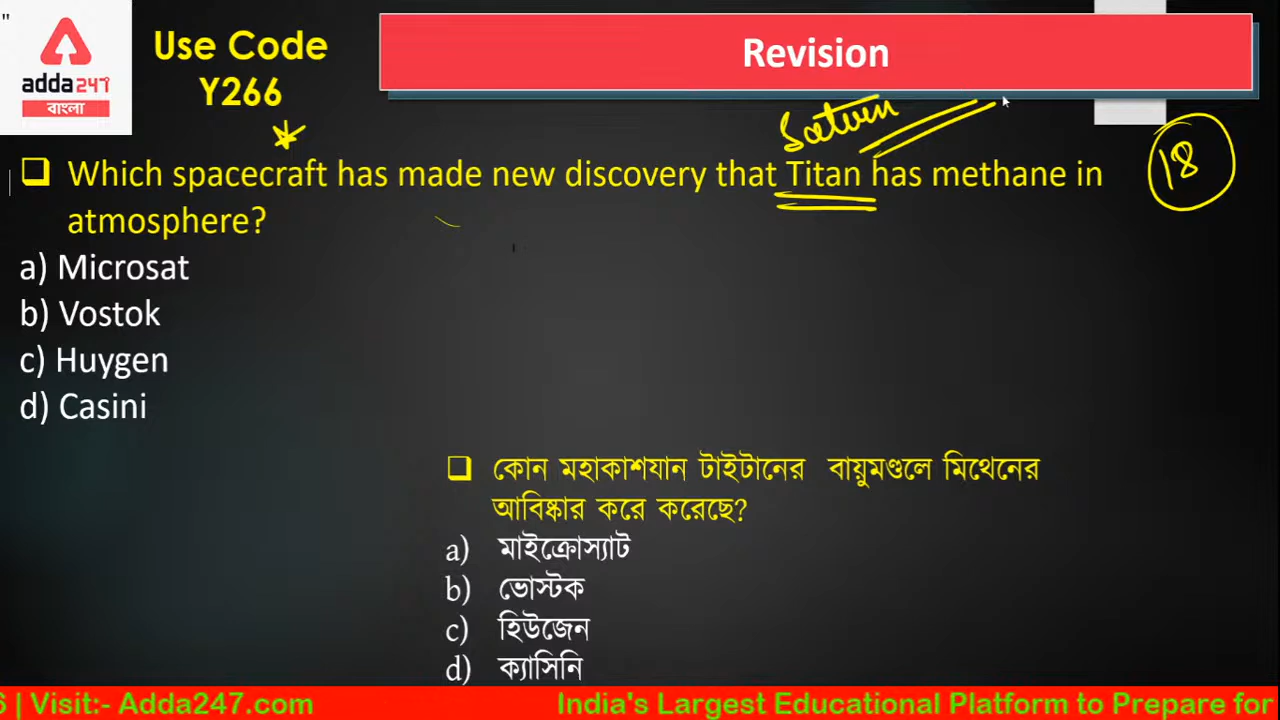 "
adda247
বাংলা
Use Code
Y266
Revision
Saturn
18
Which spacecraft has made new discovery that Titan has methane in
atmosphere?
a) Microsat
b) Vostok
c) Huygen
d) Casini
কোন মহাকাশযান টাইটানের বায়ুমণ্ডলে মিথেনের
আবিষ্কার করে করেছে?
a) মাইক্রোস্যাট
b) ভোস্টক
c) হিউজেন
d) ক্যাসিনি
6 | Visit:- Adda247.com India's Largest Educational Platform to Prepare for